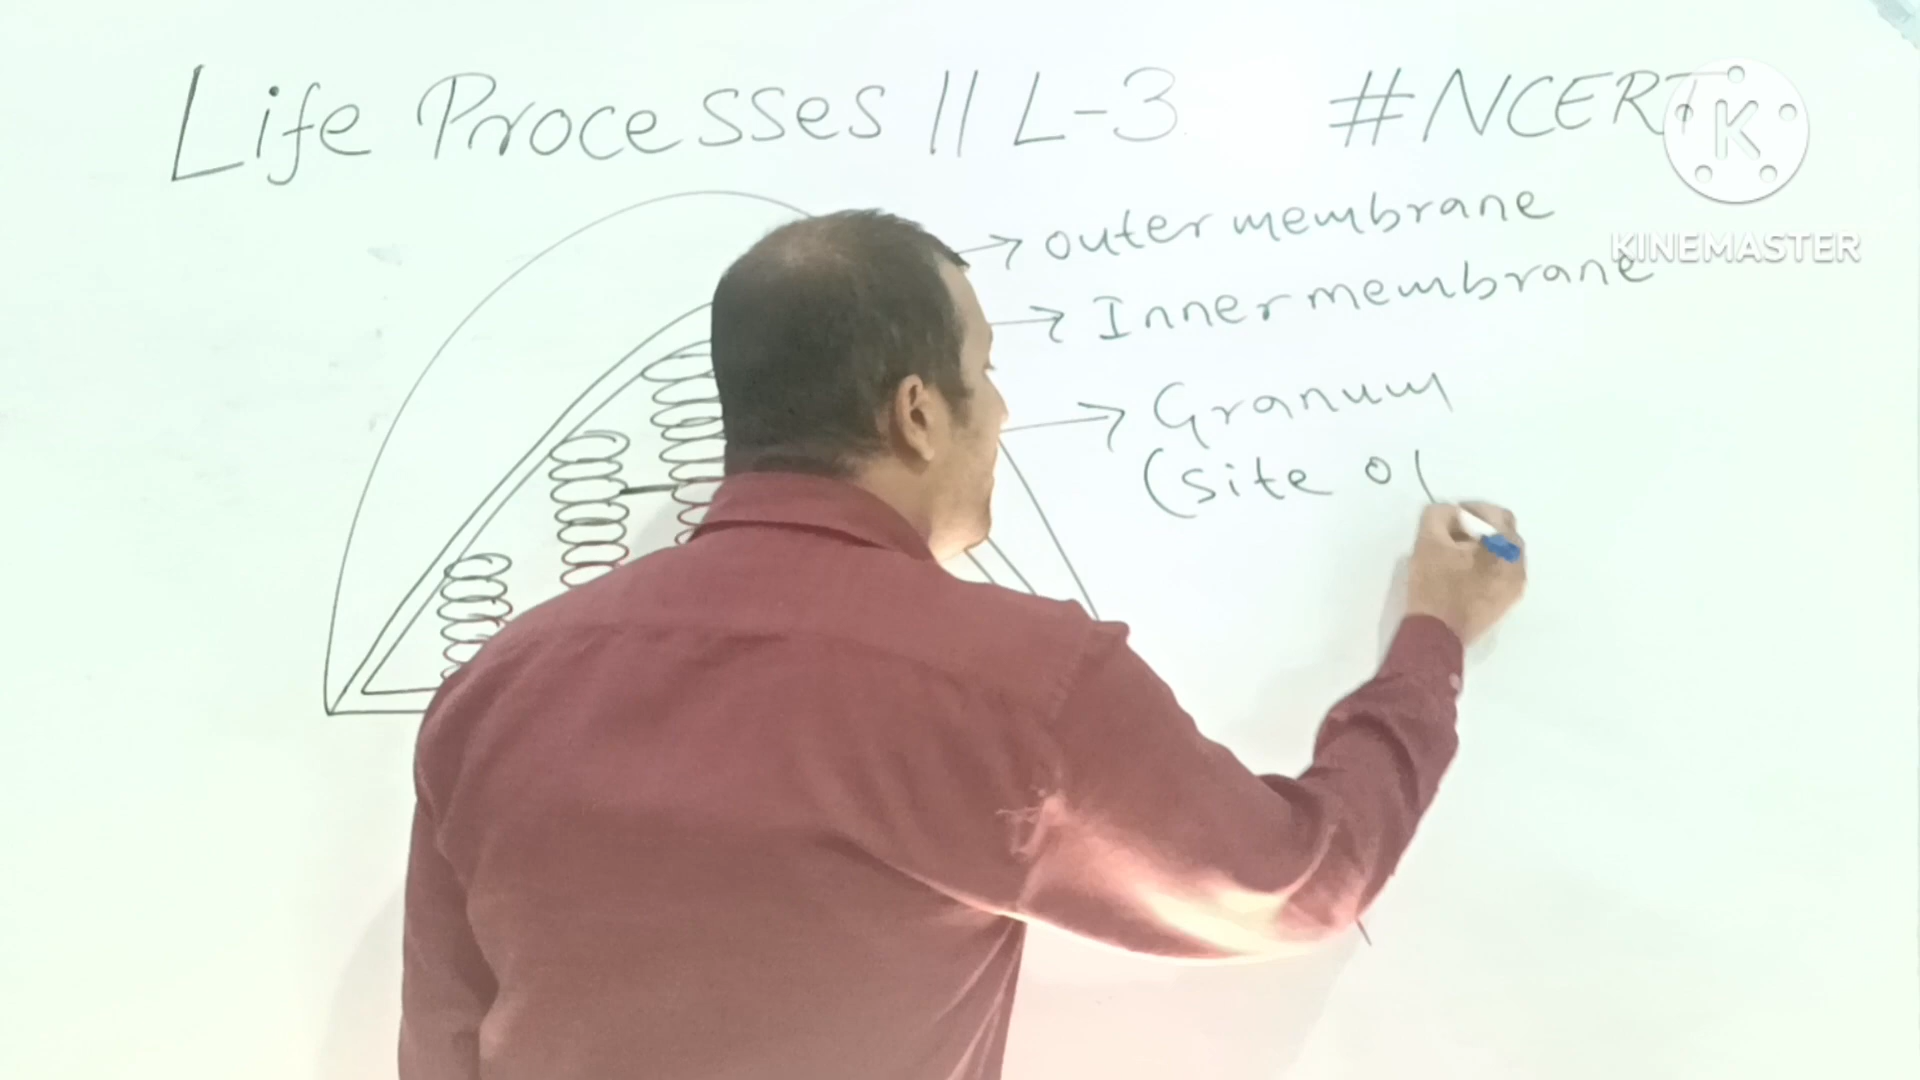 Life Processes || L-3 #NCERT
K
KINEMASTER
outer membrane
Inner membrane
Granum
(site of